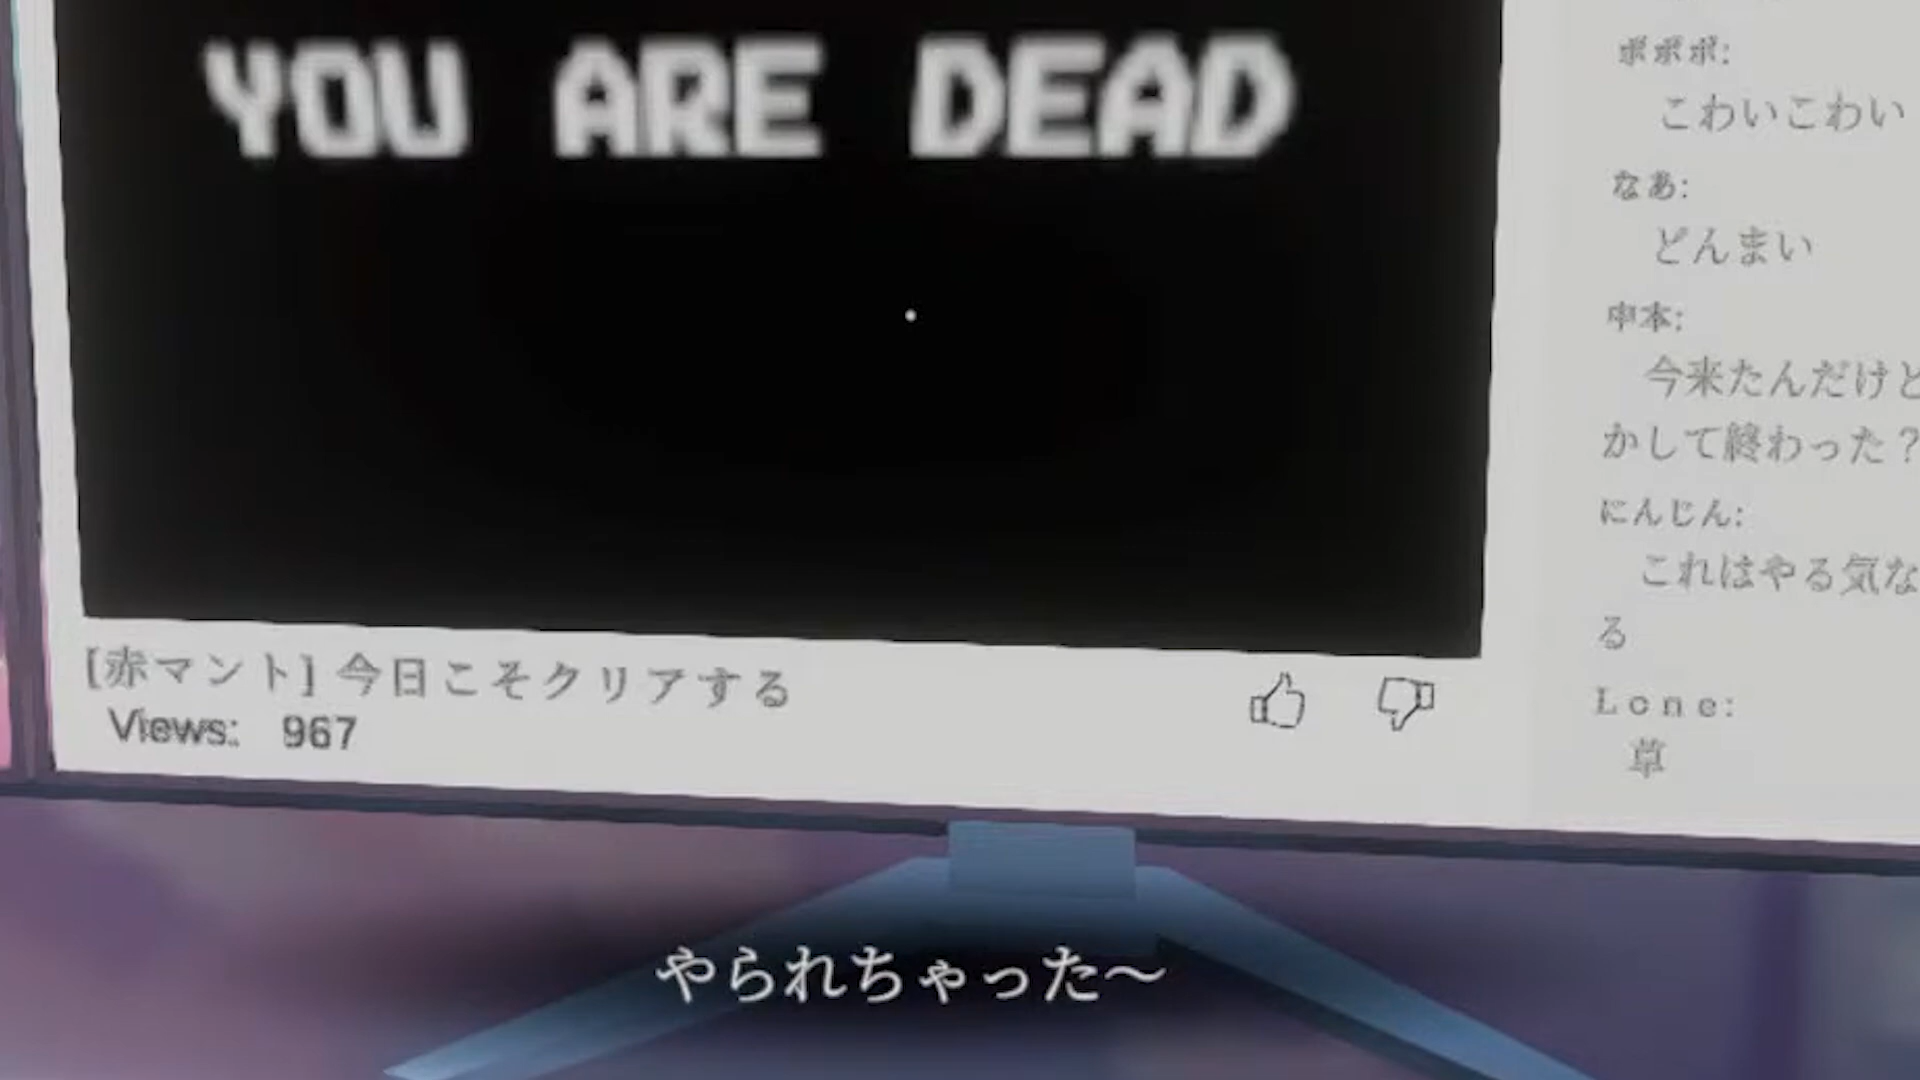 YOU ARE DEAD
[赤マント] 今日こそクリアする
Views: 967
ボボボ:
こわいこわい
なあ:
どんまい
中本:
今来たんだけど
かして終わった？
にんじん:
これはやる気な
る
Lone:
草
やられちゃった～